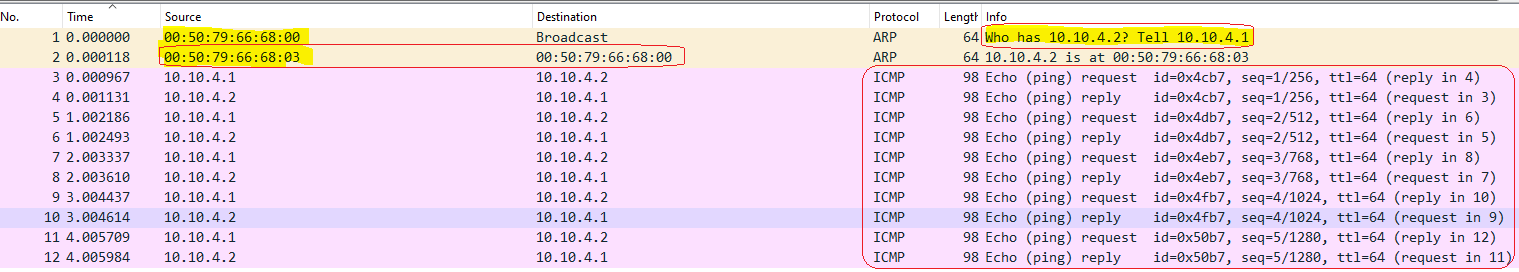 No. Time Source Destination Protocol Length Info
1 0.000000 00:50:79:66:68:00 Broadcast ARP 64 Who has 10.10.4.2? Tell 10.10.4.1
2 0.000118 00:50:79:66:68:03 00:50:79:66:68:00 ARP 64 10.10.4.2 is at 00:50:79:66:68:03
3 0.000967 10.10.4.1 10.10.4.2 ICMP 98 Echo (ping) request id=0x4cb7, seq=1/256, ttl=64 (reply in 4)
4 0.001131 10.10.4.2 10.10.4.1 ICMP 98 Echo (ping) reply id=0x4cb7, seq=1/256, ttl=64 (request in 3)
5 1.002186 10.10.4.1 10.10.4.2 ICMP 98 Echo (ping) request id=0x4db7, seq=2/512, ttl=64 (reply in 6)
6 1.002493 10.10.4.2 10.10.4.1 ICMP 98 Echo (ping) reply id=0x4db7, seq=2/512, ttl=64 (request in 5)
7 2.003337 10.10.4.1 10.10.4.2 ICMP 98 Echo (ping) request id=0x4eb7, seq=3/768, ttl=64 (reply in 8)
8 2.003610 10.10.4.2 10.10.4.1 ICMP 98 Echo (ping) reply id=0x4eb7, seq=3/768, ttl=64 (request in 7)
9 3.004437 10.10.4.1 10.10.4.2 ICMP 98 Echo (ping) request id=0x4fb7, seq=4/1024, ttl=64 (reply in 10)
10 3.004614 10.10.4.2 10.10.4.1 ICMP 98 Echo (ping) reply id=0x4fb7, seq=4/1024, ttl=64 (request in 9)
11 4.005709 10.10.4.1 10.10.4.2 ICMP 98 Echo (ping) request id=0x50b7, seq=5/1280, ttl=64 (reply in 12)
12 4.005984 10.10.4.2 10.10.4.1 ICMP 98 Echo (ping) reply id=0x50b7, seq=5/1280, ttl=64 (request in 11)